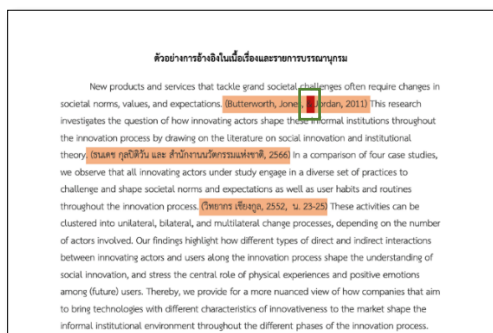 ตัวอย่างการอ้างอิงในเนื้อเรื่องและรายการบรรณานุกรม
New products and services that tackle grand societal challenges often require changes in
societal norms, values, and expectations. (Butterworth, Jones, & Jordan, 2011) This research
investigates the question of how innovating actors shape these informal institutions throughout
the innovation process by drawing on the literature on social innovation and institutional
theory. (ธนเดช กุลปิติวัน และ สำนักงานนวัตกรรมแห่งชาติ, 2566) In a comparison of four case studies,
we observe that all innovating actors under study engage in a diverse set of practices to
challenge and shape societal norms and expectations as well as user habits and routines
throughout the innovation process. (วิทยากร เชียงกูล, 2552, น. 23-25) These activities can be
clustered into unilateral, bilateral, and multilateral change processes, depending on the number
of actors involved. Our findings highlight how different types of direct and indirect interactions
between innovating actors and users along the innovation process shape the understanding of
social innovation, and stress the central role of physical experiences and positive emotions
among (future) users. Thereby, we provide for a more nuanced view of how companies that aim
to bring technologies with different characteristics of innovativeness to the market shape the
informal institutional environment throughout the different phases of the innovation process.